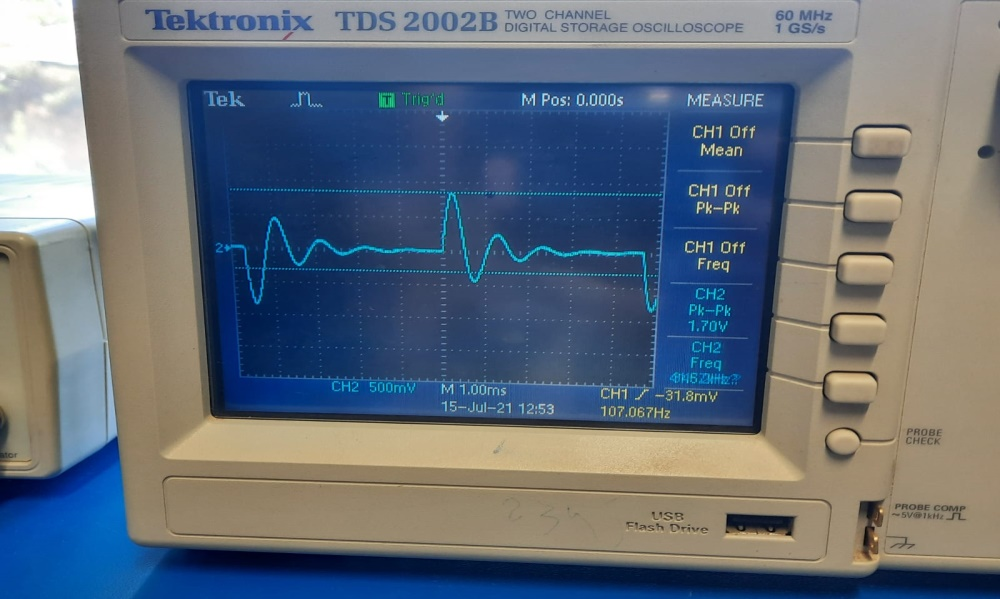 Tektronix TDS 2002B TWO CHANNEL DIGITAL STORAGE OSCILLOSCOPE
60 MHz
1 GS/s
Tek T Trig'd M Pos: 0.000s MEASURE
CH1 Off
Mean
CH1 Off
Pk-Pk
CH1 Off
Freq
2
CH2
Pk-Pk
1.70V
CH2
Freq
CH2 500mV M 1.00ms CH1 -31.8mV
15-Jul-21 12:53 107.067Hz
PROBE
CHECK
USB
Flash Drive
PROBE COMP
~5V@1kHz